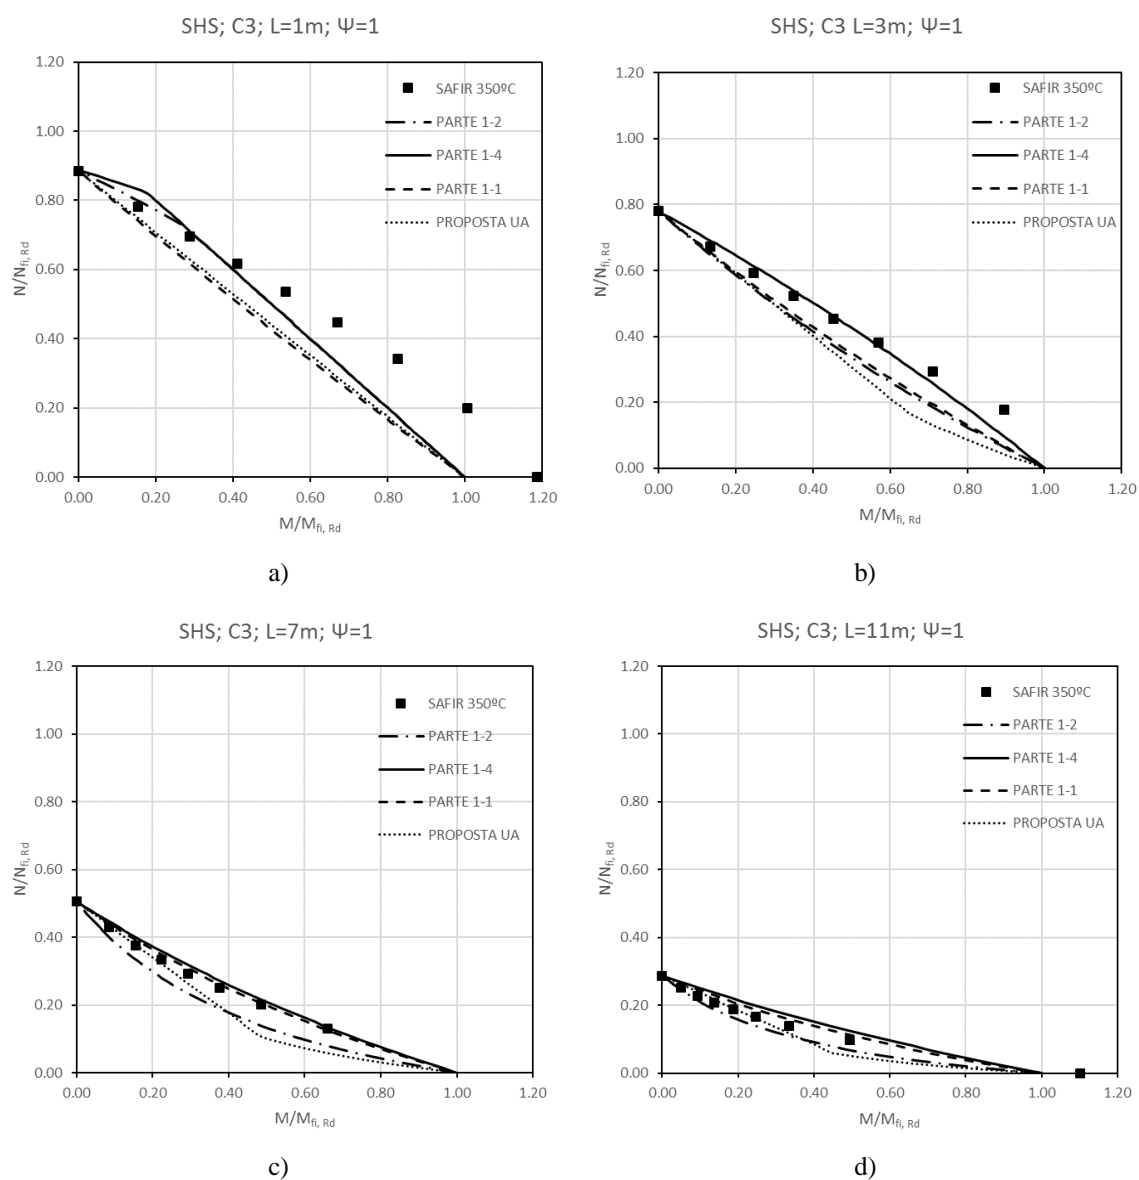 SHS; C3; L=1m; Ψ=1
1.20
1.00
0.80
0.60
0.40
0.20
0.00
N/Nfi, Rd
SAFIR 350ºC
PARTE 1-2
PARTE 1-4
PARTE 1-1
PROPOSTA UA
0.00 0.20 0.40 0.60 0.80 1.00 1.20
M/Mfi, Rd
a)
SHS; C3 L=3m; Ψ=1
1.20
1.00
0.80
0.60
0.40
0.20
0.00
N/Nfi, Rd
SAFIR 350ºC
PARTE 1-2
PARTE 1-4
PARTE 1-1
PROPOSTA UA
0.00 0.20 0.40 0.60 0.80 1.00 1.20
M/Mfi, Rd
b)
SHS; C3; L=7m; Ψ=1
1.20
1.00
0.80
0.60
0.40
0.20
0.00
N/Nfi, Rd
SAFIR 350ºC
PARTE 1-2
PARTE 1-4
PARTE 1-1
PROPOSTA UA
0.00 0.20 0.40 0.60 0.80 1.00 1.20
M/Mfi, Rd
c)
SHS; C3; L=11m; Ψ=1
1.20
1.00
0.80
0.60
0.40
0.20
0.00
N/Nfi, Rd
SAFIR 350ºC
PARTE 1-2
PARTE 1-4
PARTE 1-1
PROPOSTA UA
0.00 0.20 0.40 0.60 0.80 1.00 1.20
M/Mfi, Rd
d)